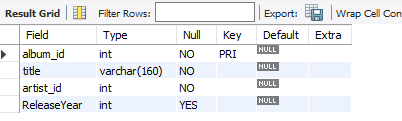 Result Grid Filter Rows: Export: Wrap Cell Con
Field Type Null Key Default Extra
album_id int NO PRI NULL
title varchar(160) NO NULL
artist_id int NO NULL
ReleaseYear int YES NULL